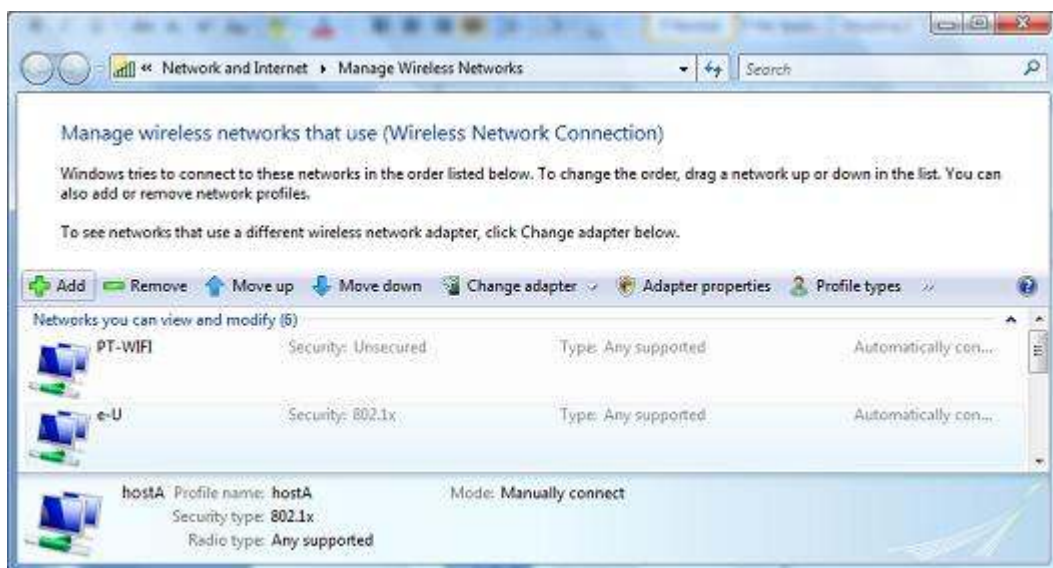 « Network and Internet ▸ Manage Wireless Networks Search
Manage wireless networks that use (Wireless Network Connection)
Windows tries to connect to these networks in the order listed below. To change the order, drag a network up or down in the list. You can
also add or remove network profiles.
To see networks that use a different wireless network adapter, click Change adapter below.
Add Remove Move up Move down Change adapter Adapter properties Profile types »
Networks you can view and modify (6)
PT-WIFI Security: Unsecured Type: Any supported Automatically con...
e-U Security: 802.1x Type: Any supported Automatically con...
hostA Profile name: hostA Mode: Manually connect
Security type: 802.1x
Radio type: Any supported